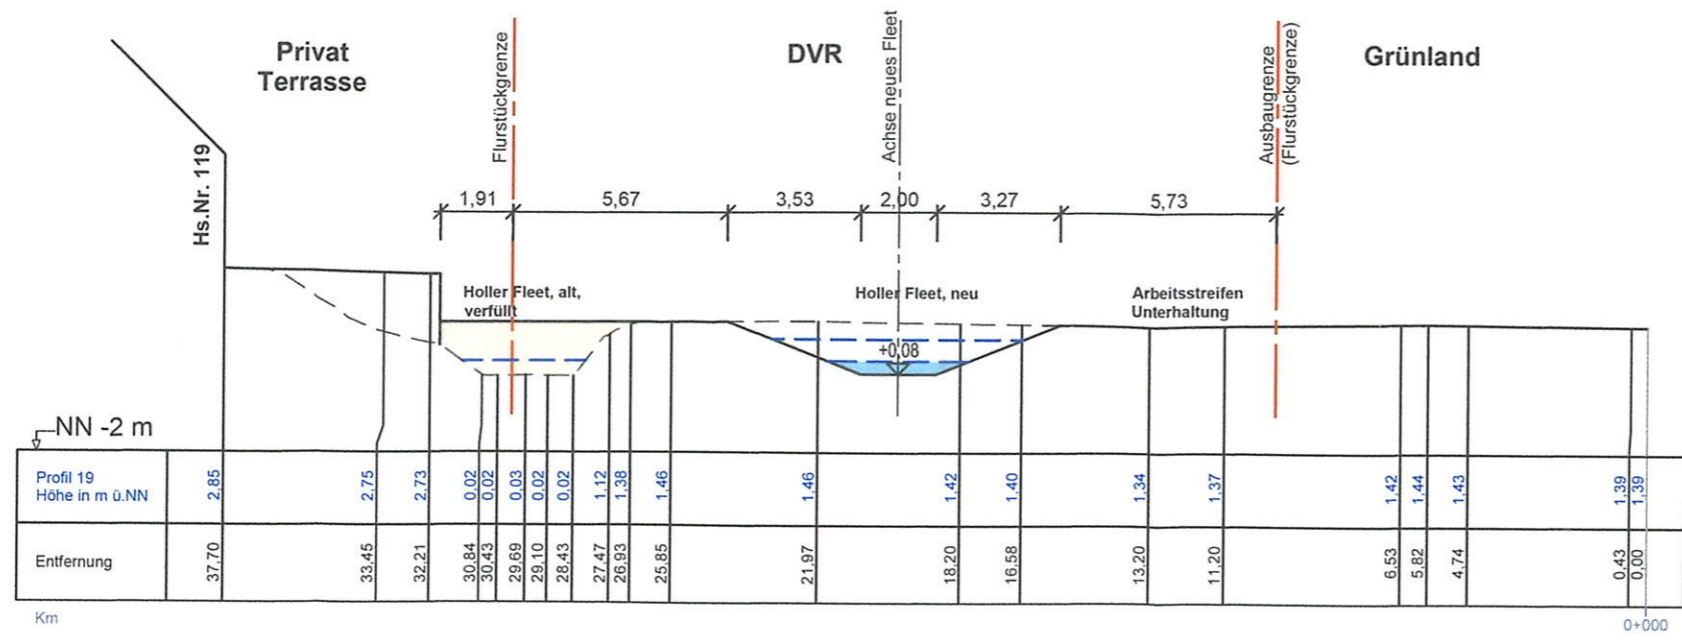 Privat
Terrasse
DVR
Grünland
Flurstückgrenze
Achse neues Fleet
Ausbaugrenze
(Flurstückgrenze)
Hs.Nr. 119
1,91 5,67 3,53 2,00 3,27 5,73
Holler Fleet, alt,
verfüllt
Holler Fleet, neu
Arbeitsstreifen
Unterhaltung
+0,08
NN -2 m
Profil 19
Höhe in m ü.NN
2,85 2,75 2,73 0,02 0,02 0,03 0,02 0,02 1,12 1,38 1,46 1,46 1,42 1,40 1,34 1,37 1,42 1,44 1,43 1,39 1,39
Entfernung
37,70 33,45 32,21 30,84 30,43 29,69 29,10 28,43 27,47 26,93 25,85 21,97 18,20 16,58 13,20 11,20 6,53 5,82 4,74 0,43 0,00
Km
0+000